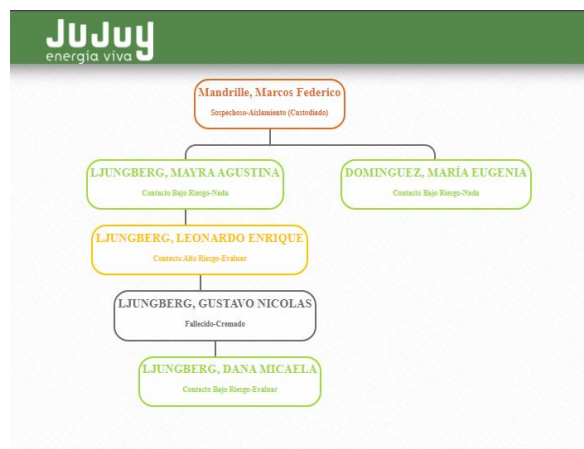 JUJUY
energía viva
Mandrille, Marcos Federico
Sospechoso-Aislamiento (Custodiado)
LJUNGBERG, MAYRA AGUSTINA
Contacto Bajo Riesgo-Nada
DOMINGUEZ, MARÍA EUGENIA
Contacto Bajo Riesgo-Nada
LJUNGBERG, LEONARDO ENRIQUE
Contacto Alto Riesgo-Evaluar
LJUNGBERG, GUSTAVO NICOLAS
Fallecido-Cremado
LJUNGBERG, DANA MICAELA
Contacto Bajo Riesgo-Evaluar